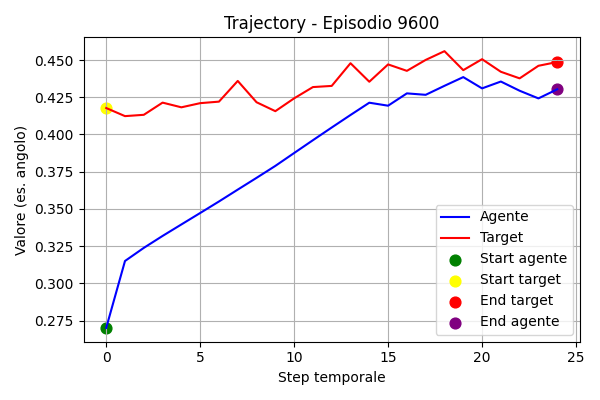 Trajectory - Episodio 9600
Valore (es. angolo)
0.450
0.425
0.400
0.375
0.350
0.325
0.300
0.275
Agente
Target
Start agente
Start target
End target
End agente
0 5 10 15 20 25
Step temporale